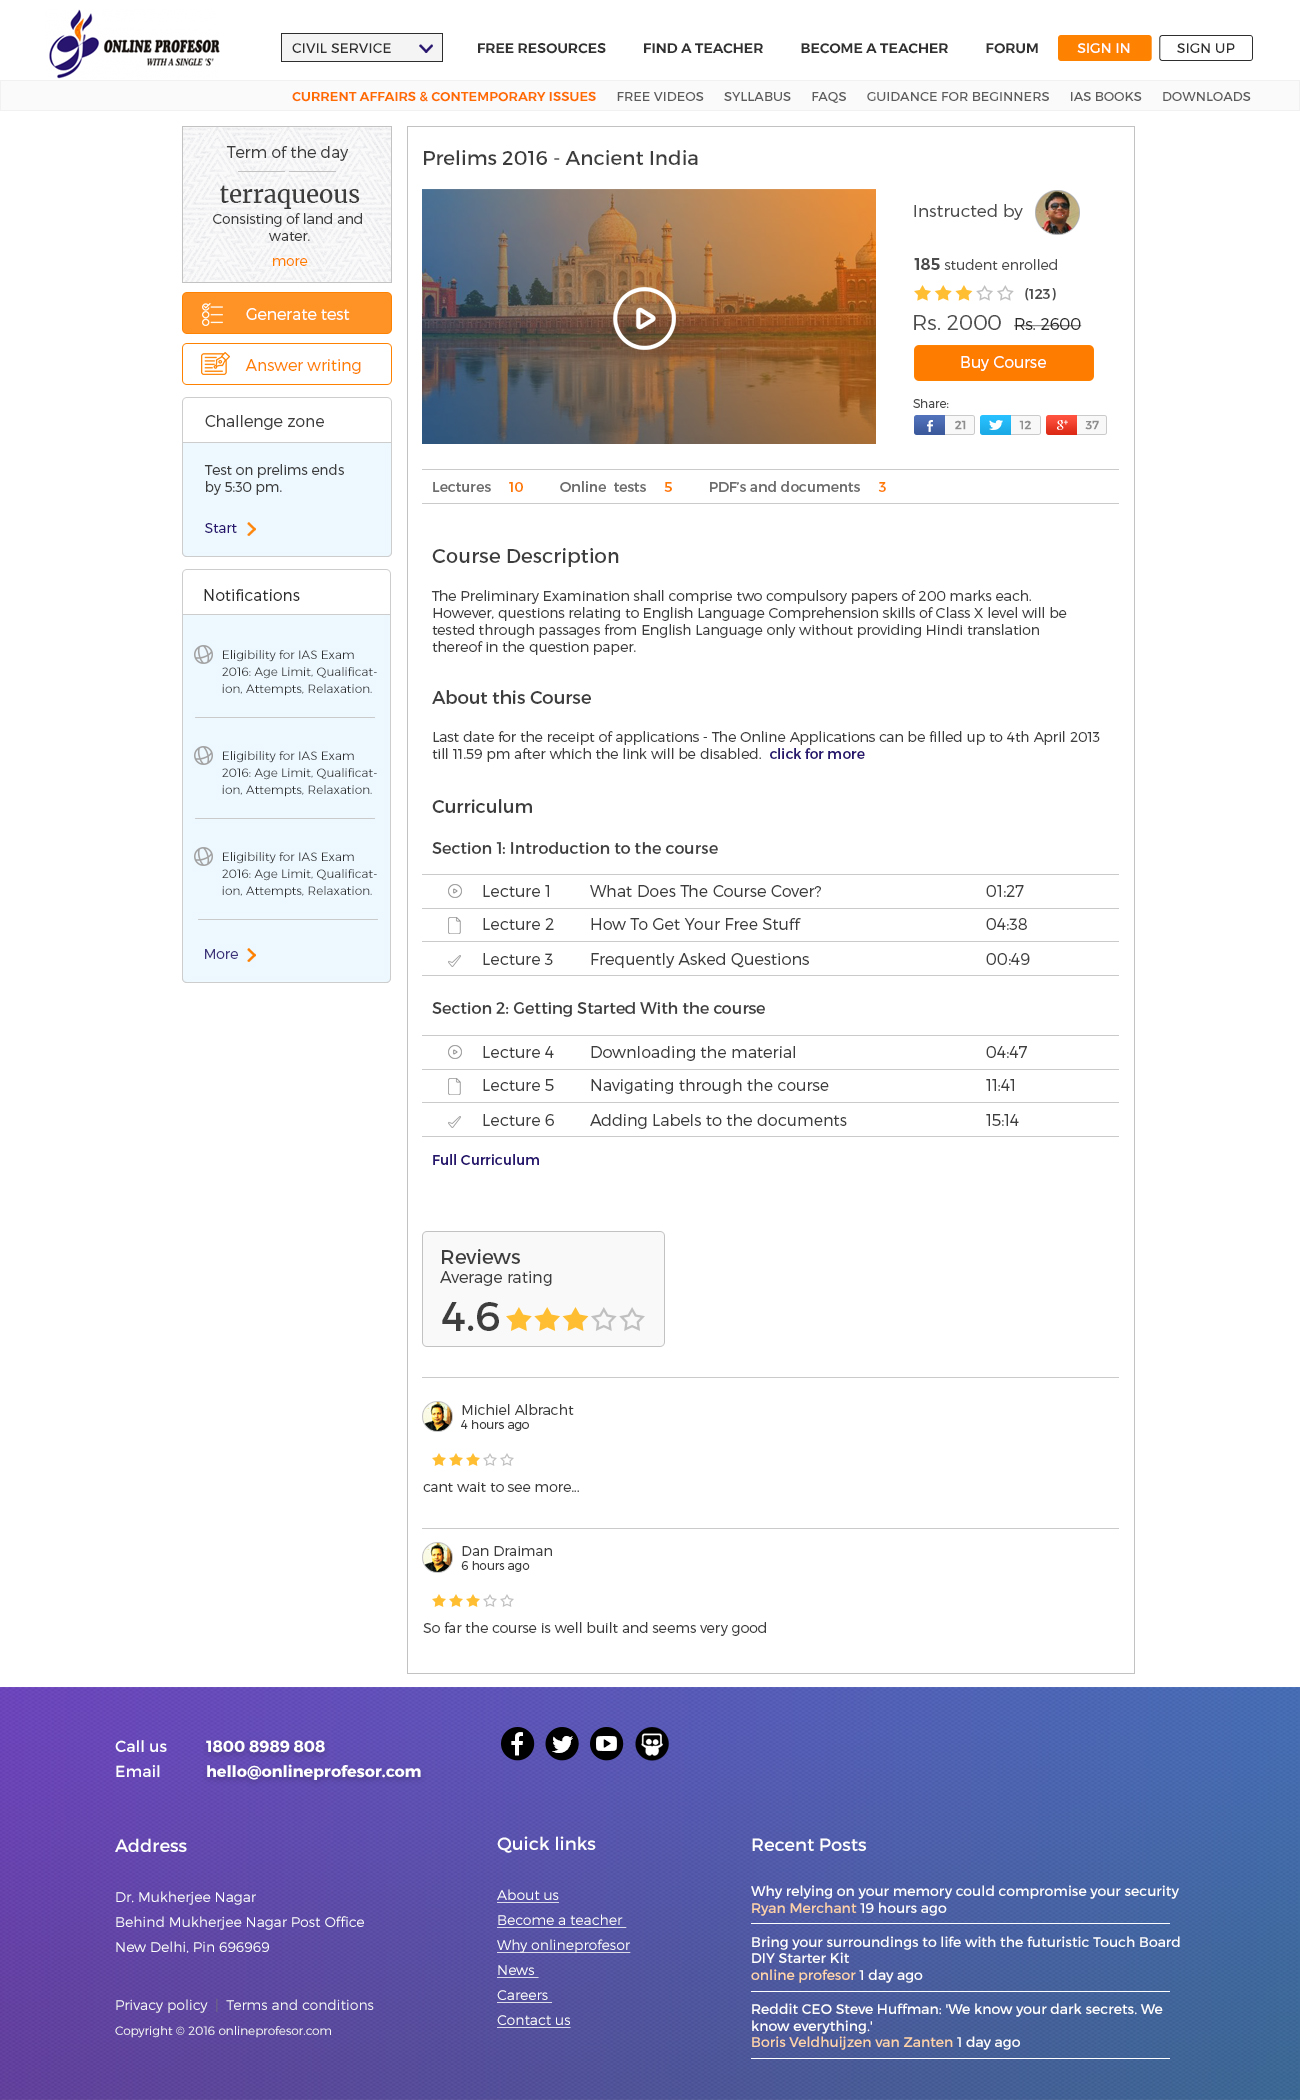 ONLINE PROFESOR
WITH A SINGLE 'S'
CIVIL SERVICE
FREE RESOURCES
FIND A TEACHER
BECOME A TEACHER
FORUM
SIGN IN
SIGN UP
CURRENT AFFAIRS & CONTEMPORARY ISSUES
FREE VIDEOS
SYLLABUS
FAQS
GUIDANCE FOR BEGINNERS
IAS BOOKS
DOWNLOADS
Term of the day
terraqueous
Consisting of land and
water.
more
Generate test
Answer writing
Challenge zone
Test on prelims ends
by 5:30 pm.
Start
Notifications
Eligibility for IAS Exam
2016: Age Limit, Qualificat-
ion, Attempts, Relaxation.
Eligibility for IAS Exam
2016: Age Limit, Qualificat-
ion, Attempts, Relaxation.
Eligibility for IAS Exam
2016: Age Limit, Qualificat-
ion, Attempts, Relaxation.
More
Prelims 2016 - Ancient India
Instructed by
185 student enrolled
(123)
Rs. 2000 Rs. 2600
Buy Course
Share:
f 21 12 g+ 37
Lectures 10 Online tests 5 PDF's and documents 3
Course Description
The Preliminary Examination shall comprise two compulsory papers of 200 marks each.
However, questions relating to English Language Comprehension skills of Class X level will be
tested through passages from English Language only without providing Hindi translation
thereof in the question paper.
About this Course
Last date for the receipt of applications - The Online Applications can be filled up to 4th April 2013
till 11.59 pm after which the link will be disabled. click for more
Curriculum
Section 1: Introduction to the course
Lecture 1 What Does The Course Cover? 01:27
Lecture 2 How To Get Your Free Stuff 04:38
Lecture 3 Frequently Asked Questions 00:49
Section 2: Getting Started With the course
Lecture 4 Downloading the material 04:47
Lecture 5 Navigating through the course 11:41
Lecture 6 Adding Labels to the documents 15:14
Full Curriculum
Reviews
Average rating
4.6
Michiel Albracht
4 hours ago
cant wait to see more...
Dan Draiman
6 hours ago
So far the course is well built and seems very good
Call us 1800 8989 808
Email hello@onlineprofesor.com
Address
Dr. Mukherjee Nagar
Behind Mukherjee Nagar Post Office
New Delhi, Pin 696969
Privacy policy | Terms and conditions
Copyright © 2016 onlineprofesor.com
Quick links
About us
Become a teacher
Why onlineprofesor
News
Careers
Contact us
Recent Posts
Why relying on your memory could compromise your security
Ryan Merchant 19 hours ago
Bring your surroundings to life with the futuristic Touch Board
DIY Starter Kit
online profesor 1 day ago
Reddit CEO Steve Huffman: 'We know your dark secrets. We
know everything.'
Boris Veldhuijzen van Zanten 1 day ago